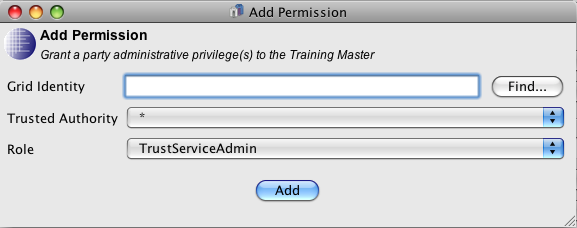 Add Permission
Add Permission
Grant a party administrative privilege(s) to the Training Master
Grid Identity Find...
Trusted Authority *
Role TrustServiceAdmin
Add